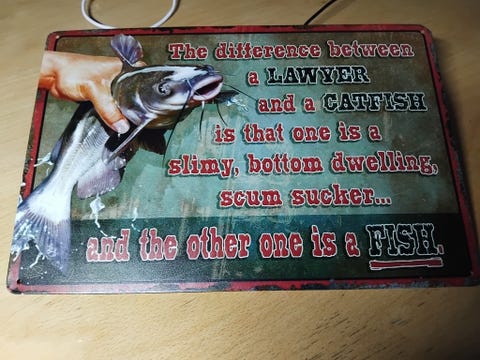 The difference between
a LAWYER
and a CATFISH
is that one is a
slimy, bottom dwelling,
scum sucker...
and the other one is a FISH.